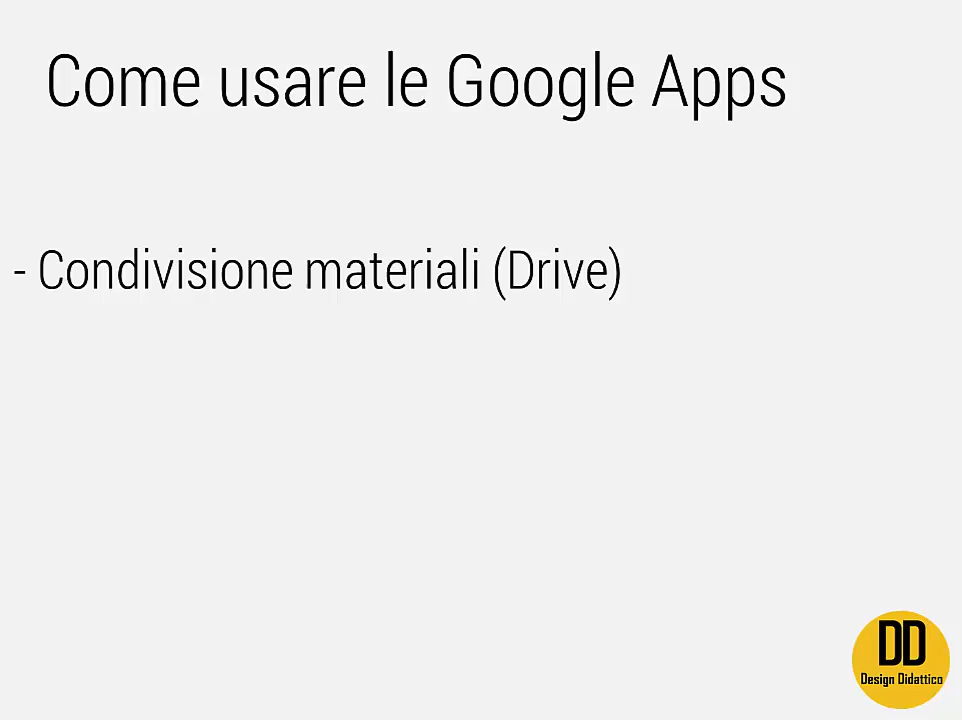 Come usare le Google Apps
- Condivisione materiali (Drive)
DD
Design Didattico